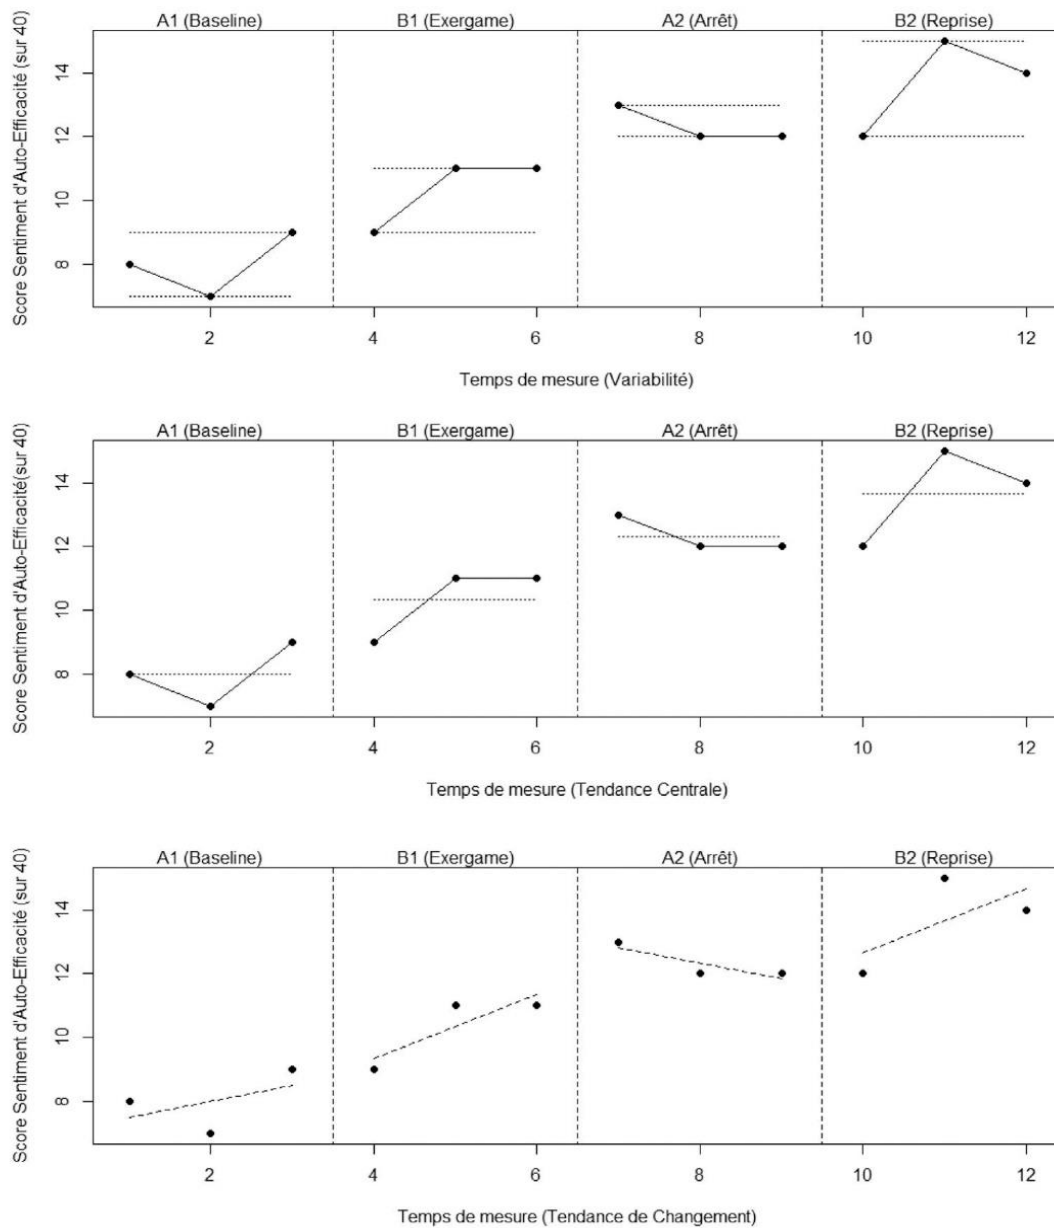 A1 (Baseline) B1 (Exergame) A2 (Arrêt) B2 (Reprise)
Score Sentiment d'Auto-Efficacité (sur 40)
14
12
10
8
2 4 6 8 10 12
Temps de mesure (Variabilité)
A1 (Baseline) B1 (Exergame) A2 (Arrêt) B2 (Reprise)
Score Sentiment d'Auto-Efficacité(sur 40)
14
12
10
8
2 4 6 8 10 12
Temps de mesure (Tendance Centrale)
A1 (Baseline) B1 (Exergame) A2 (Arrêt) B2 (Reprise)
Score Sentiment d'Auto-Efficacité (sur 40)
14
12
10
8
2 4 6 8 10 12
Temps de mesure (Tendance de Changement)